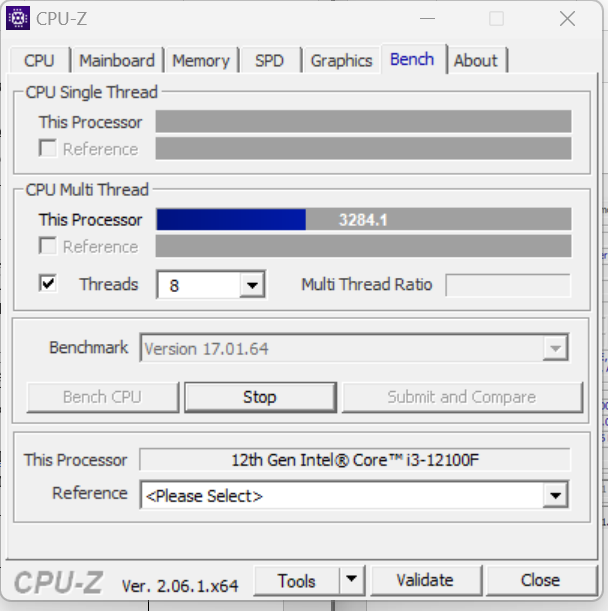 CPU-Z
CPU Mainboard Memory SPD Graphics Bench About
CPU Single Thread
This Processor
Reference
CPU Multi Thread
This Processor 3284.1
Reference
Threads 8 Multi Thread Ratio
Benchmark Version 17.01.64
Bench CPU Stop Submit and Compare
This Processor 12th Gen Intel® Core™ i3-12100F
Reference <Please Select>
CPU-Z Ver. 2.06.1.x64 Tools Validate Close